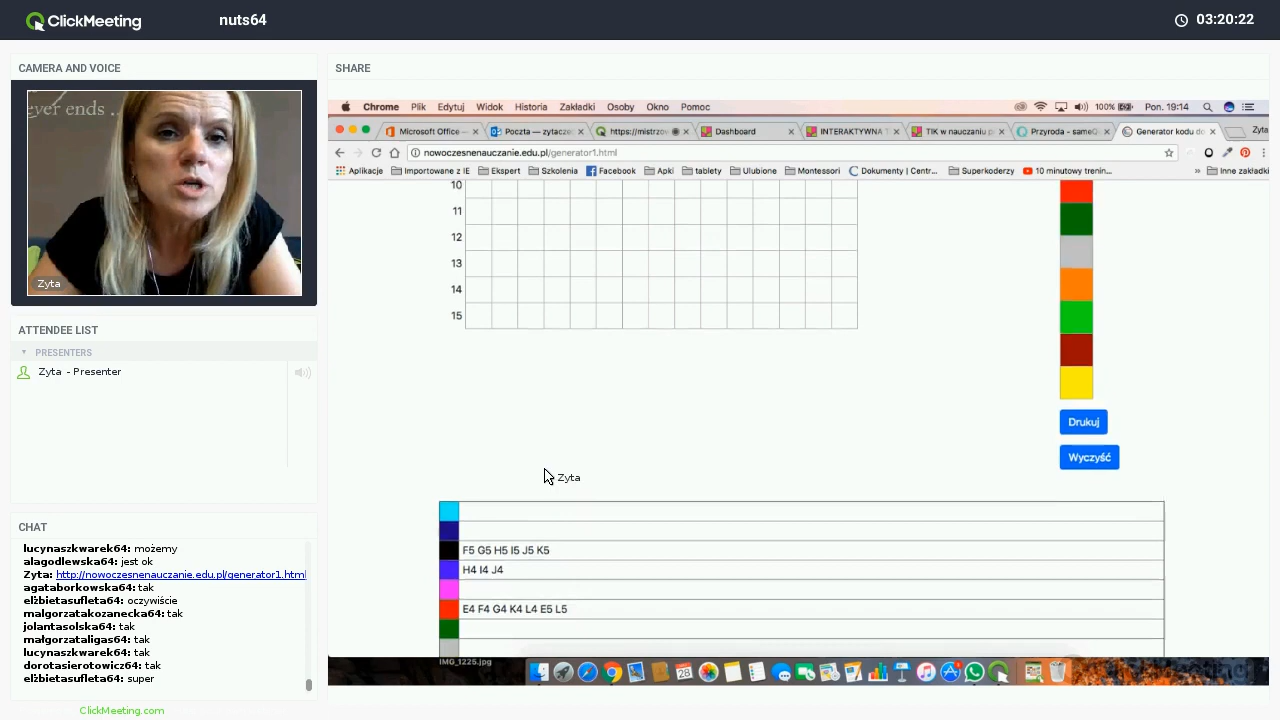 ClickMeeting
nuts64
03:20:22
CAMERA AND VOICE
ever ends ..
Zyta
ATTENDEE LIST
PRESENTERS
Zyta - Presenter
CHAT
lucynaszkwarek64: możemy
alagodlewska64: jest ok
Zyta: http://nowoczesnenauczanie.edu.pl/generator1.html
agataborkowska64: tak
elżbietasufleta64: oczywiście
malgorzatakozanecka64: tak
jolantasolska64: tak
małgorzataligas64: tak
lucynaszkwarek64: tak
dorotasierotowicz64: tak
elżbietasufleta64: super
ClickMeeting.com
SHARE
Chrome Plik Edytuj Widok Historia Zakładki Osoby Okno Pomoc
100% Pon. 19:14
Microsoft Office — Poczta — zytacze https://mistrzow Dashboard INTERAKTYWNA TIK w nauczaniu p Przyroda - sameQ Generator kodu do Zyta
nowoczesnenauczanie.edu.pl/generator1.html
Aplikacje Importowane z IE Ekspert Szkolenia Facebook Apki tablety Ulubione Montessori Dokumenty | Centr... Superkoderzy 10 minutowy trenin... » Inne zakładki
10
11
12
13
14
15
Drukuj
Wyczyść
Zyta
F5 G5 H5 I5 J5 K5
H4 I4 J4
E4 F4 G4 K4 L4 E5 L5
IMG_1225.jpg
28